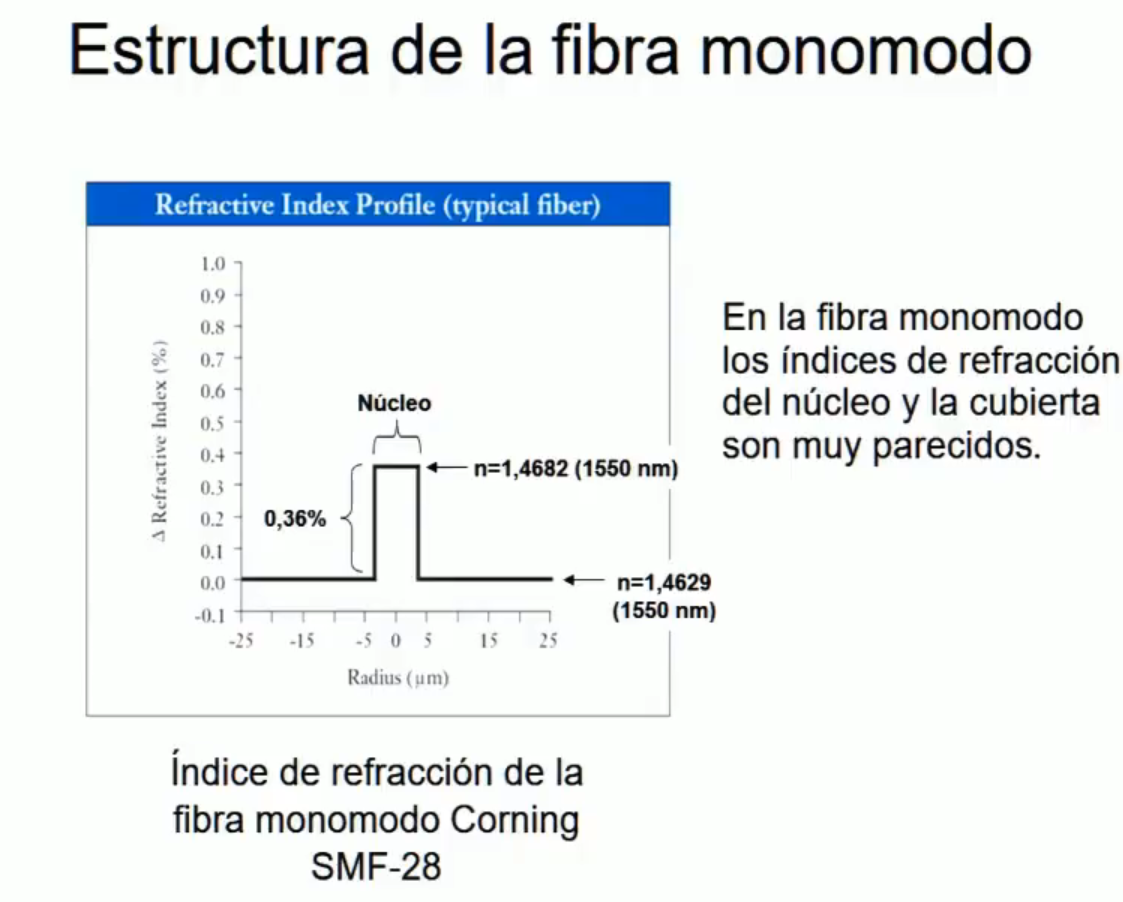 Estructura de la fibra monomodo
Refractive Index Profile (typical fiber)
1.0
0.9
0.8
0.7
0.6
0.5
0.4
0.3
0.2
0.1
0.0
-0.1
Δ Refractive Index (%)
Núcleo
n=1,4682 (1550 nm)
0,36%
n=1,4629
(1550 nm)
-25 -15 -5 0 5 15 25
Radius (µm)
En la fibra monomodo
los índices de refracción
del núcleo y la cubierta
son muy parecidos.
Índice de refracción de la
fibra monomodo Corning
SMF-28